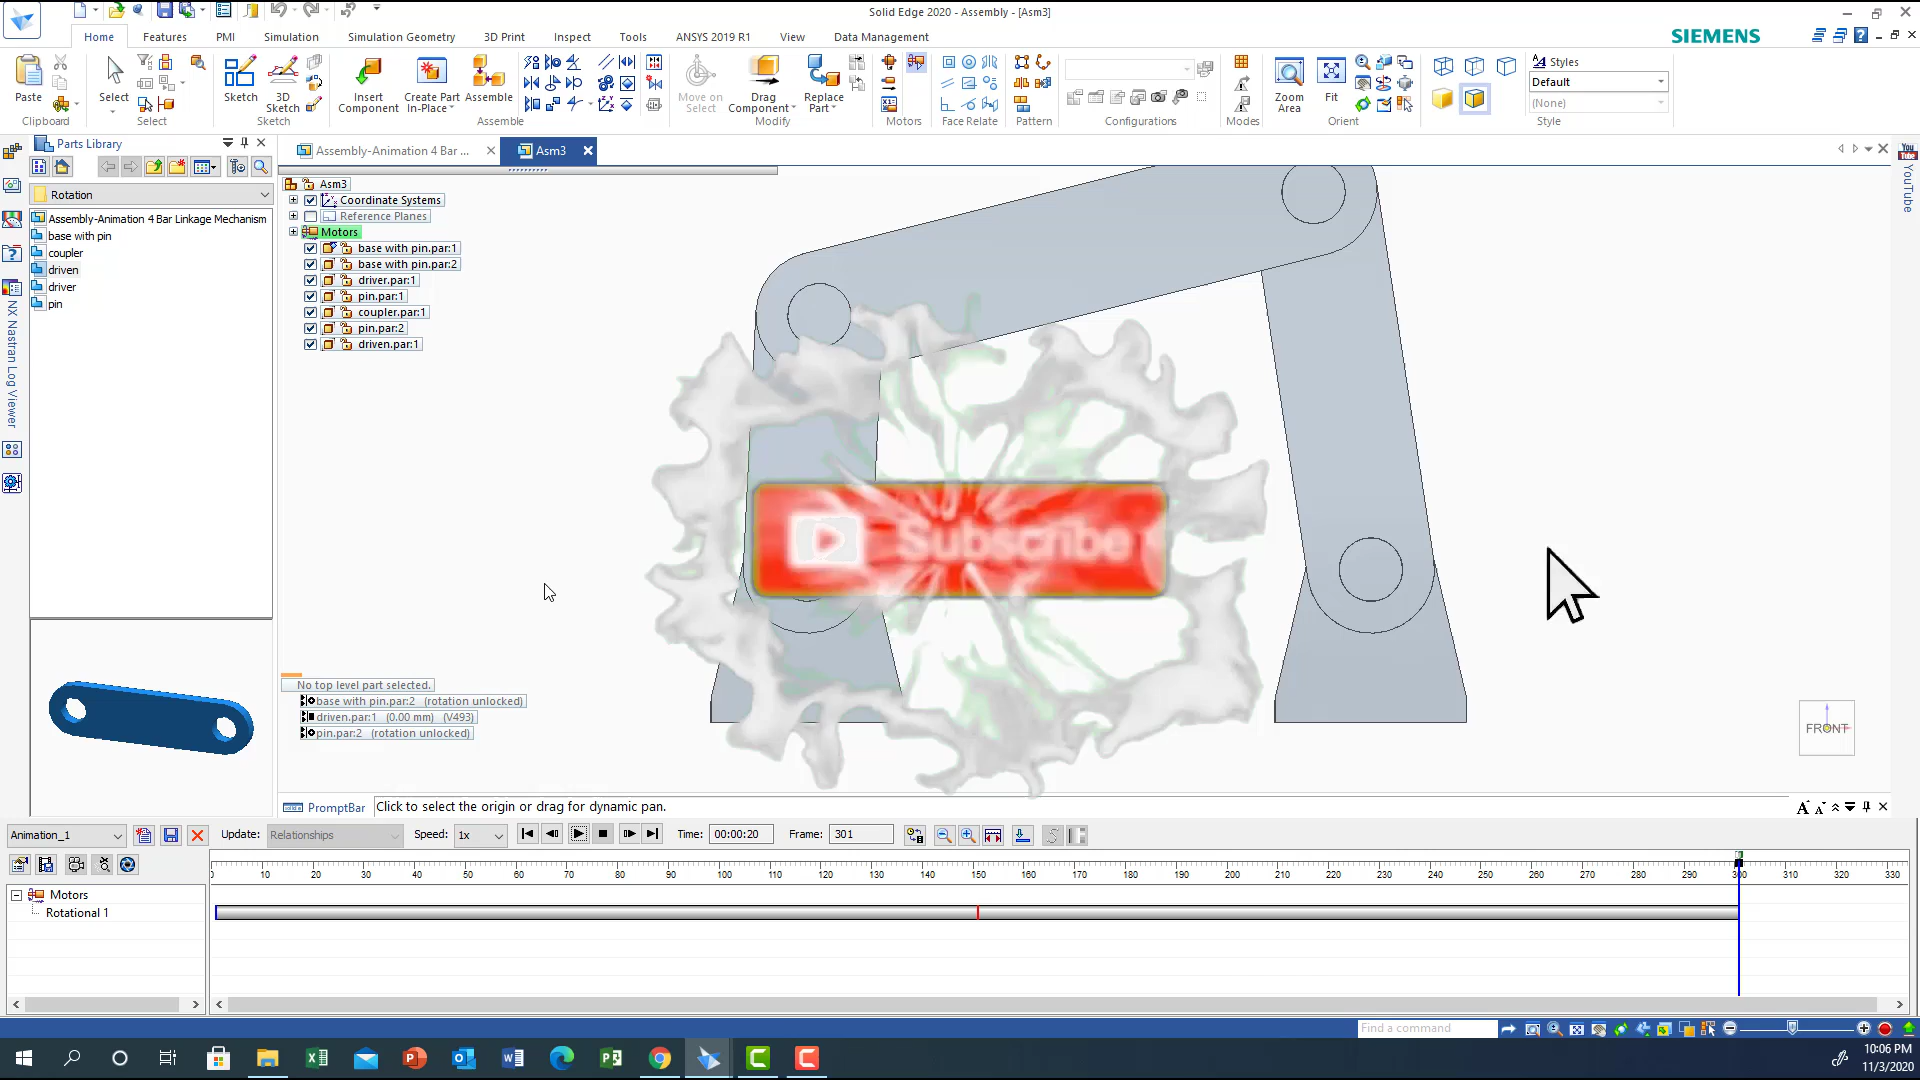 Solid Edge 2020 - Assembly - [Asm3]
Home Features PMI Simulation Simulation Geometry 3D Print Inspect Tools ANSYS 2019 R1 View Data Management
SIEMENS
Paste
Clipboard
Select
Select
Sketch
3D Sketch
Sketch
Insert Component
Create Part In-Place
Assemble
Assemble
Move on Select
Drag Component
Replace Part
Modify
Motors
Face Relate
Pattern
Configurations
Modes
Zoom Area
Fit
Orient
Styles
Default
(None)
Style
Parts Library
Rotation
Assembly-Animation 4 Bar Linkage Mechanism
base with pin
coupler
driven
driver
pin
NX Nastran Log Viewer
Assembly-Animation 4 Bar ...
Asm3
You Tube
YouTube
Asm3
Coordinate Systems
Reference Planes
Motors
base with pin.par:1
base with pin.par:2
driver.par:1
pin.par:1
coupler.par:1
pin.par:2
driven.par:1
Subscribe
No top level part selected.
base with pin.par:2 (rotation unlocked)
driven.par:1 (0.00 mm) (V493)
pin.par:2 (rotation unlocked)
FRONT
PromptBar
Click to select the origin or drag for dynamic pan.
Animation_1
Update: Relationships
Speed: 1x
Time: 00:00:20
Frame: 301
10 20 30 40 50 60 70 80 90 100 110 120 130 140 150 160 170 180 190 200 210 220 230 240 250 260 270 280 290 300 310 320 330
Motors
Rotational 1
Find a command
10:06 PM
11/3/2020